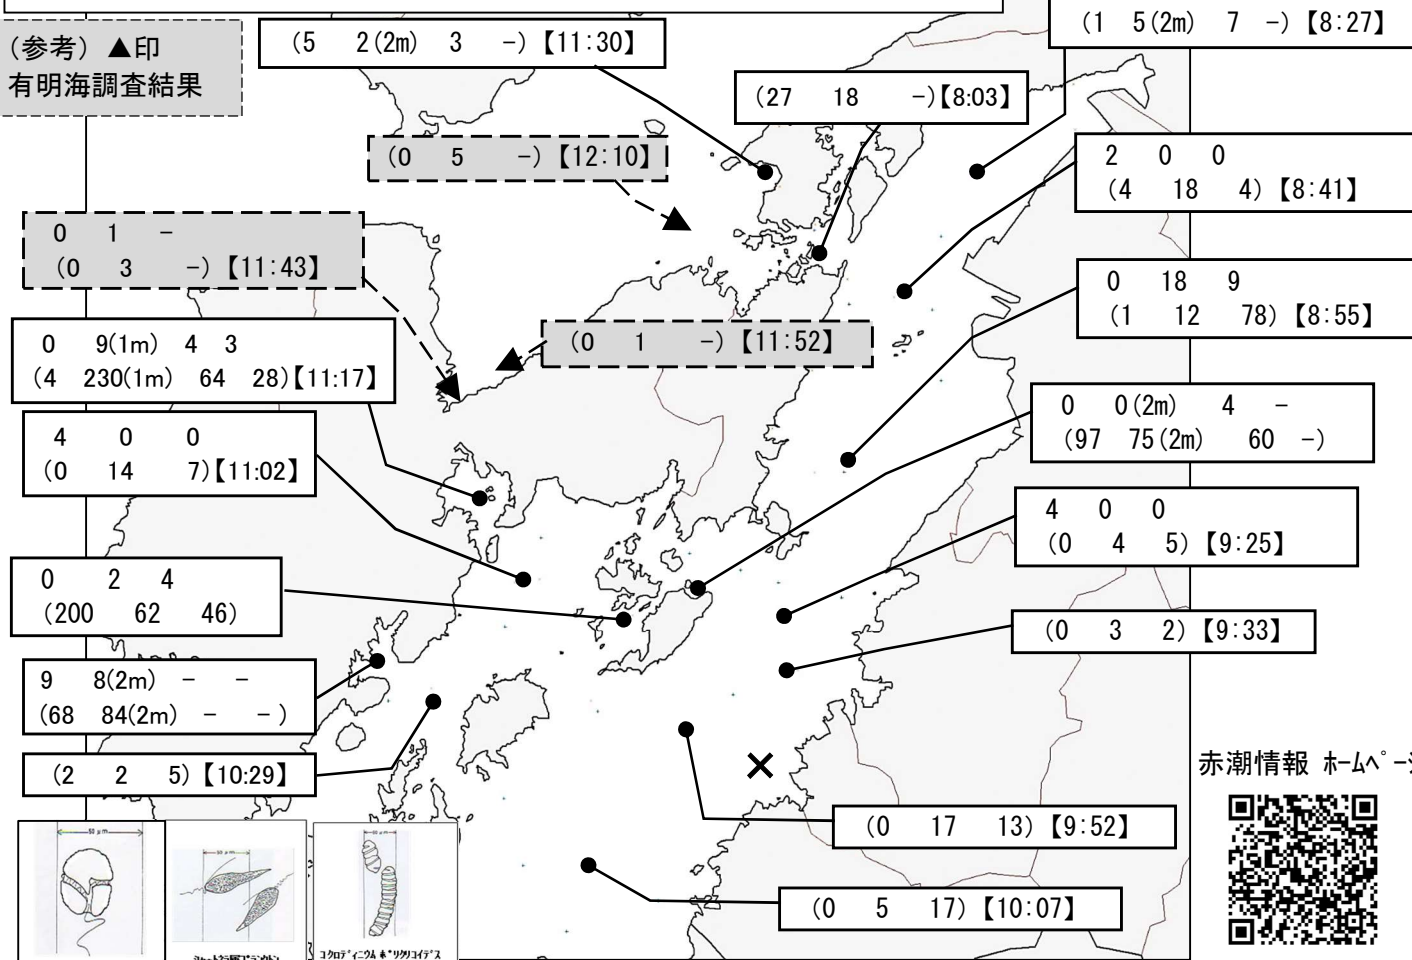 (1 5(2m) 7 −)【8:27】
(参考) ▲印
有明海調査結果
(5 2(2m) 3 −)【11:30】
(27 18 −)【8:03】
(0 5 −)【12:10】
2 0 0
(4 18 4)【8:41】
0 1 −
(0 3 −)【11:43】
0 18 9
(1 12 78)【8:55】
0 9(1m) 4 3
(4 230(1m) 64 28)【11:17】
(0 1 −)【11:52】
0 0(2m) 4 −
(97 75(2m) 60 −)
4 0 0
(0 14 7)【11:02】
4 0 0
(0 4 5)【9:25】
0 2 4
(200 62 46)
(0 3 2)【9:33】
9 8(2m) − −
(68 84(2m) − −)
(2 2 5)【10:29】
赤潮情報 ホームページ
(0 17 13)【9:52】
(0 5 17)【10:07】
50 μm
コクロディニウム ポリクリコイデス